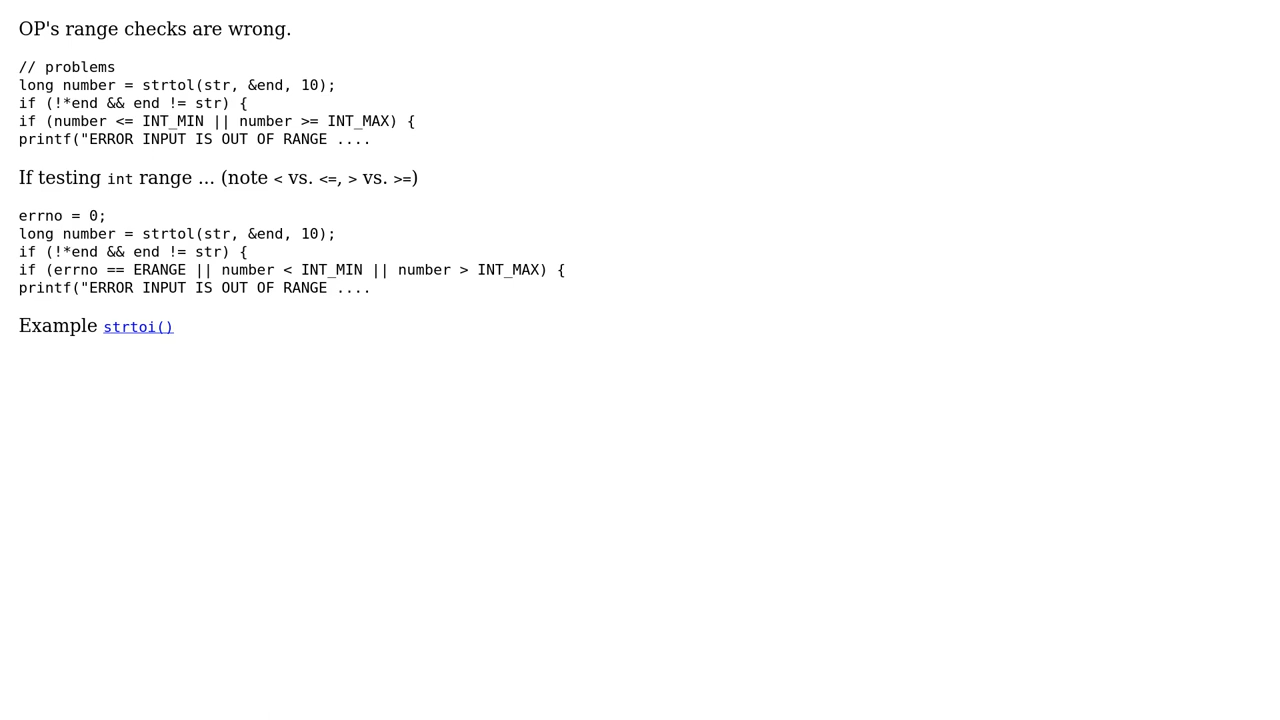 OP's range checks are wrong.
// problems
long number = strtol(str, &end, 10);
if (!*end && end != str) {
if (number <= INT_MIN || number >= INT_MAX) {
printf("ERROR INPUT IS OUT OF RANGE ....
If testing int range ... (note < vs. <=, > vs. >=)
errno = 0;
long number = strtol(str, &end, 10);
if (!*end && end != str) {
if (errno == ERANGE || number < INT_MIN || number > INT_MAX) {
printf("ERROR INPUT IS OUT OF RANGE ....
Example strtoi()